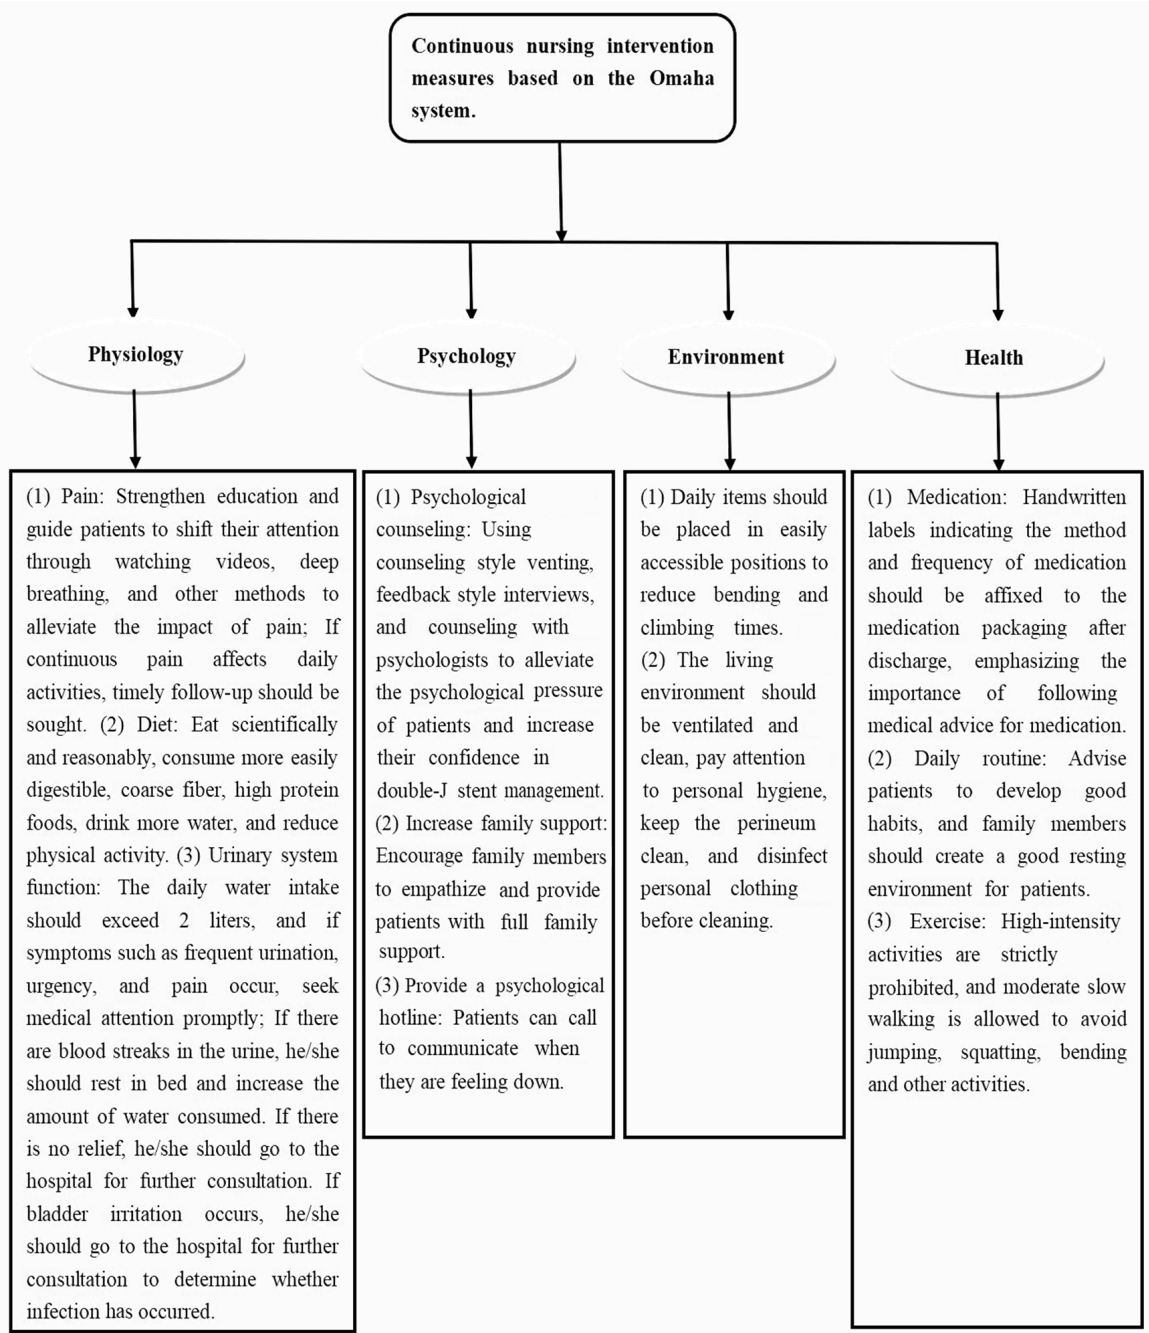 Continuous nursing intervention
measures based on the Omaha
system.
Physiology
Psychology
Environment
Health
(1) Pain: Strengthen education and
guide patients to shift their attention
through watching videos, deep
breathing, and other methods to
alleviate the impact of pain; If
continuous pain affects daily
activities, timely follow-up should be
sought. (2) Diet: Eat scientifically
and reasonably, consume more easily
digestible, coarse fiber, high protein
foods, drink more water, and reduce
physical activity. (3) Urinary system
function: The daily water intake
should exceed 2 liters, and if
symptoms such as frequent urination,
urgency, and pain occur, seek
medical attention promptly; If there
are blood streaks in the urine, he/she
should rest in bed and increase the
amount of water consumed. If there
is no relief, he/she should go to the
hospital for further consultation. If
bladder irritation occurs, he/she
should go to the hospital for further
consultation to determine whether
infection has occurred.
(1) Psychological
counseling: Using
counseling style venting,
feedback style interviews,
and counseling with
psychologists to alleviate
the psychological pressure
of patients and increase
their confidence in
double-J stent management.
(2) Increase family support:
Encourage family members
to empathize and provide
patients with full family
support.
(3) Provide a psychological
hotline: Patients can call
to communicate when
they are feeling down.
(1) Daily items should
be placed in easily
accessible positions to
reduce bending and
climbing times.
(2) The living
environment should
be ventilated and
clean, pay attention
to personal hygiene,
keep the perineum
clean, and disinfect
personal clothing
before cleaning.
(1) Medication: Handwritten
labels indicating the method
and frequency of medication
should be affixed to the
medication packaging after
discharge, emphasizing the
importance of following
medical advice for medication.
(2) Daily routine: Advise
patients to develop good
habits, and family members
should create a good resting
environment for patients.
(3) Exercise: High-intensity
activities are strictly
prohibited, and moderate slow
walking is allowed to avoid
jumping, squatting, bending
and other activities.